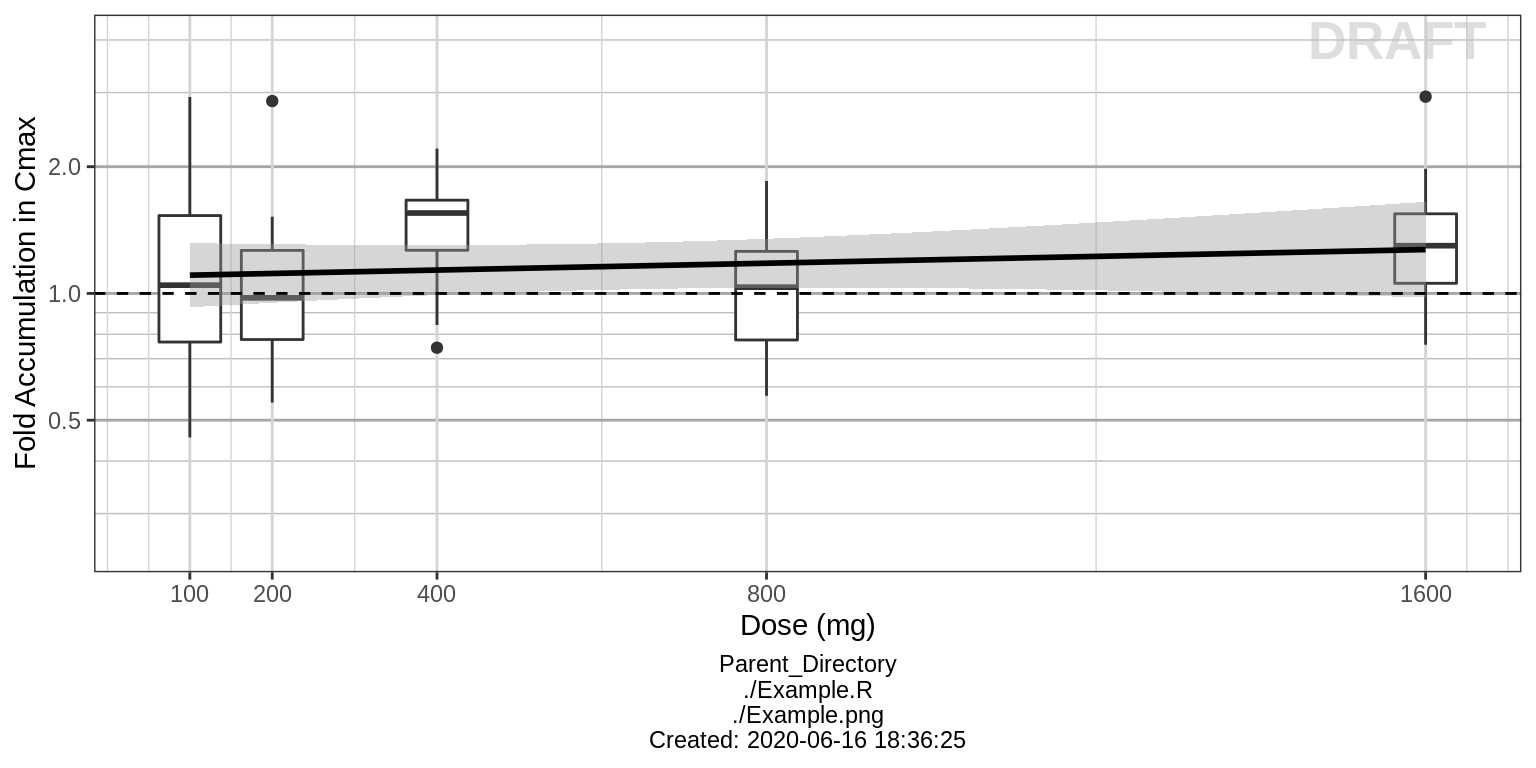 DRAFT
Fold Accumulation in Cmax
2.0
1.0
0.5
100 200 400 800 1600
Dose (mg)
Parent_Directory
./Example.R
./Example.png
Created: 2020-06-16 18:36:25